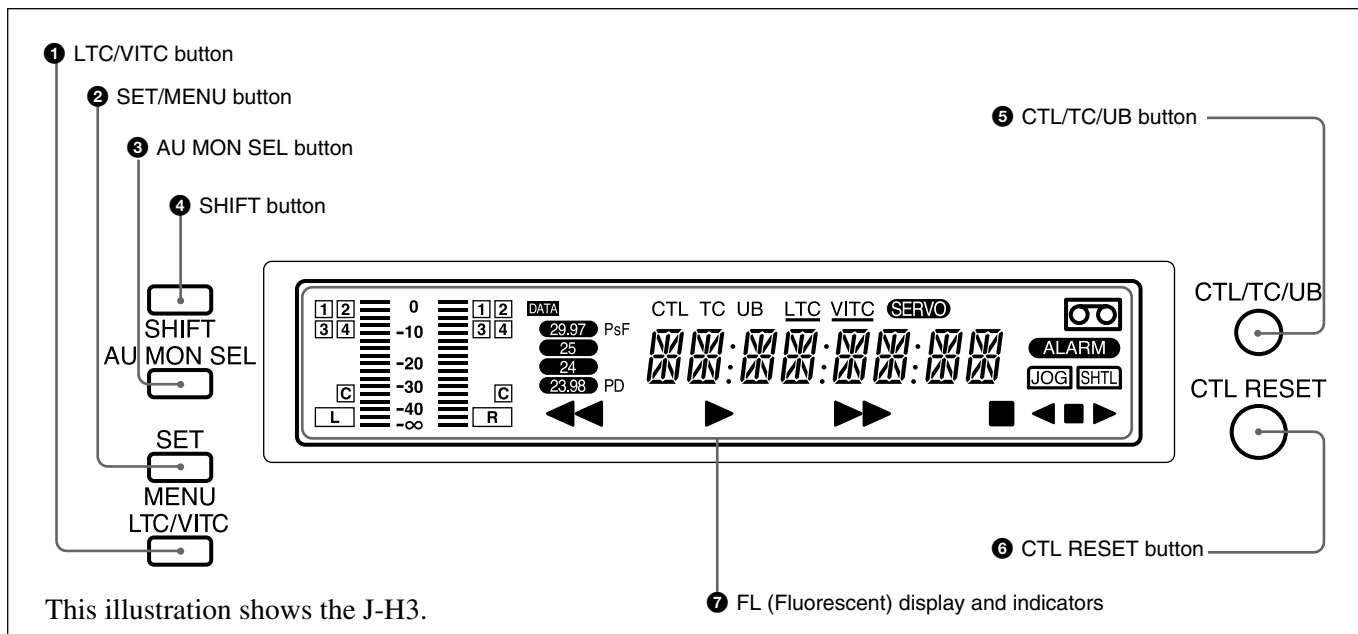 ❶ LTC/VITC button
❷ SET/MENU button
❸ AU MON SEL button
❹ SHIFT button
❺ CTL/TC/UB button
SHIFT
AU MON SEL
SET
MENU
LTC/VITC
1 2 0 1 2
3 4 -10 3 4
-20
-30
C -40 C
L -∞ R
DATA
29.97 PsF
25
24
23.98 PD
CTL TC UB LTC VITC SERVO
ALARM
JOG SHTL
CTL/TC/UB
CTL RESET
❻ CTL RESET button
❼ FL (Fluorescent) display and indicators
This illustration shows the J-H3.